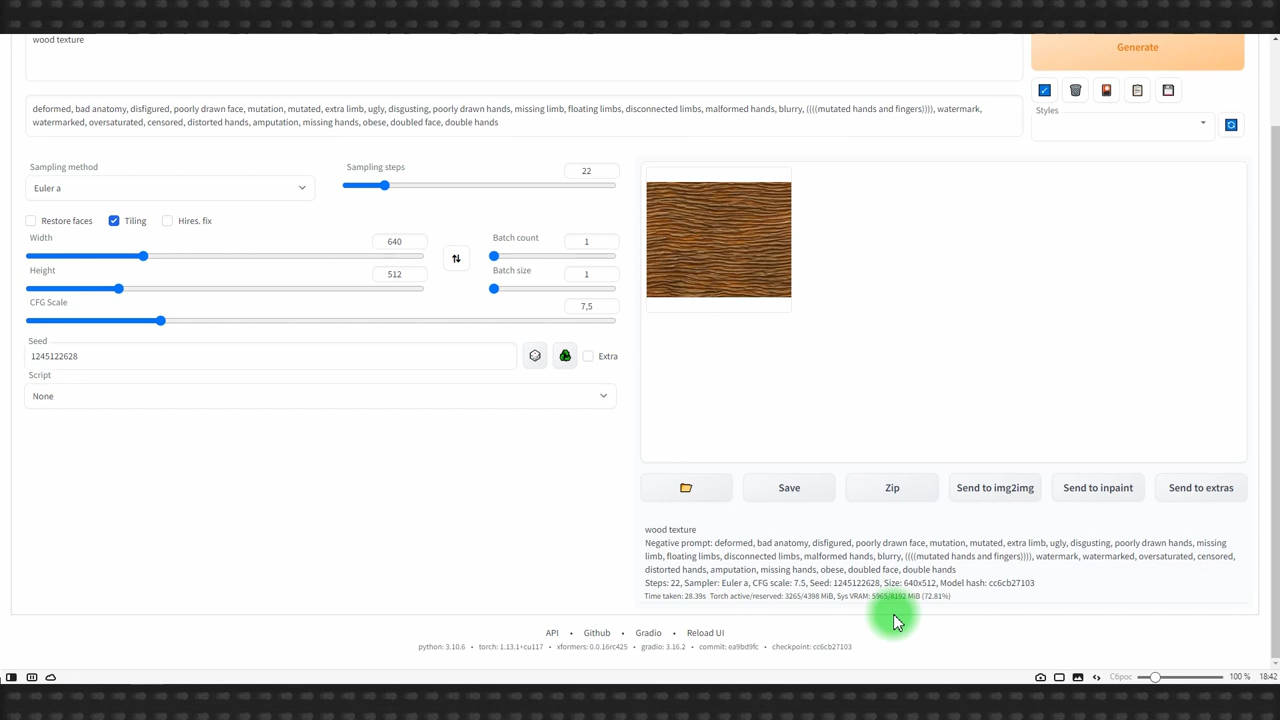 wood texture
Generate
deformed, bad anatomy, disfigured, poorly drawn face, mutation, mutated, extra limb, ugly, disgusting, poorly drawn hands, missing limb, floating limbs, disconnected limbs, malformed hands, blurry, ((((mutated hands and fingers)))), watermark,
watermarked, oversaturated, censored, distorted hands, amputation, missing hands, obese, doubled face, double hands
Styles
Sampling method
Sampling steps
22
Euler a
Restore faces
Tiling
Hires. fix
Width
640
Batch count
1
Height
512
Batch size
1
CFG Scale
7,5
Seed
1245122628
Extra
Script
None
Save
Zip
Send to img2img
Send to inpaint
Send to extras
wood texture
Negative prompt: deformed, bad anatomy, disfigured, poorly drawn face, mutation, mutated, extra limb, ugly, disgusting, poorly drawn hands, missing
limb, floating limbs, disconnected limbs, malformed hands, blurry, ((((mutated hands and fingers)))), watermark, watermarked, oversaturated, censored,
distorted hands, amputation, missing hands, obese, doubled face, double hands
Steps: 22, Sampler: Euler a, CFG scale: 7.5, Seed: 1245122628, Size: 640x512, Model hash: cc6cb27103
Time taken: 28.39s Torch active/reserved: 3265/4398 MiB, Sys VRAM: 5965/8192 MiB (72.81%)
API • Github • Gradio • Reload UI
python: 3.10.6 • torch: 1.13.1+cu117 • xformers: 0.0.16rc425 • gradio: 3.16.2 • commit: ea9bd9fc • checkpoint: cc6cb27103
Сброс
100 %
18:42